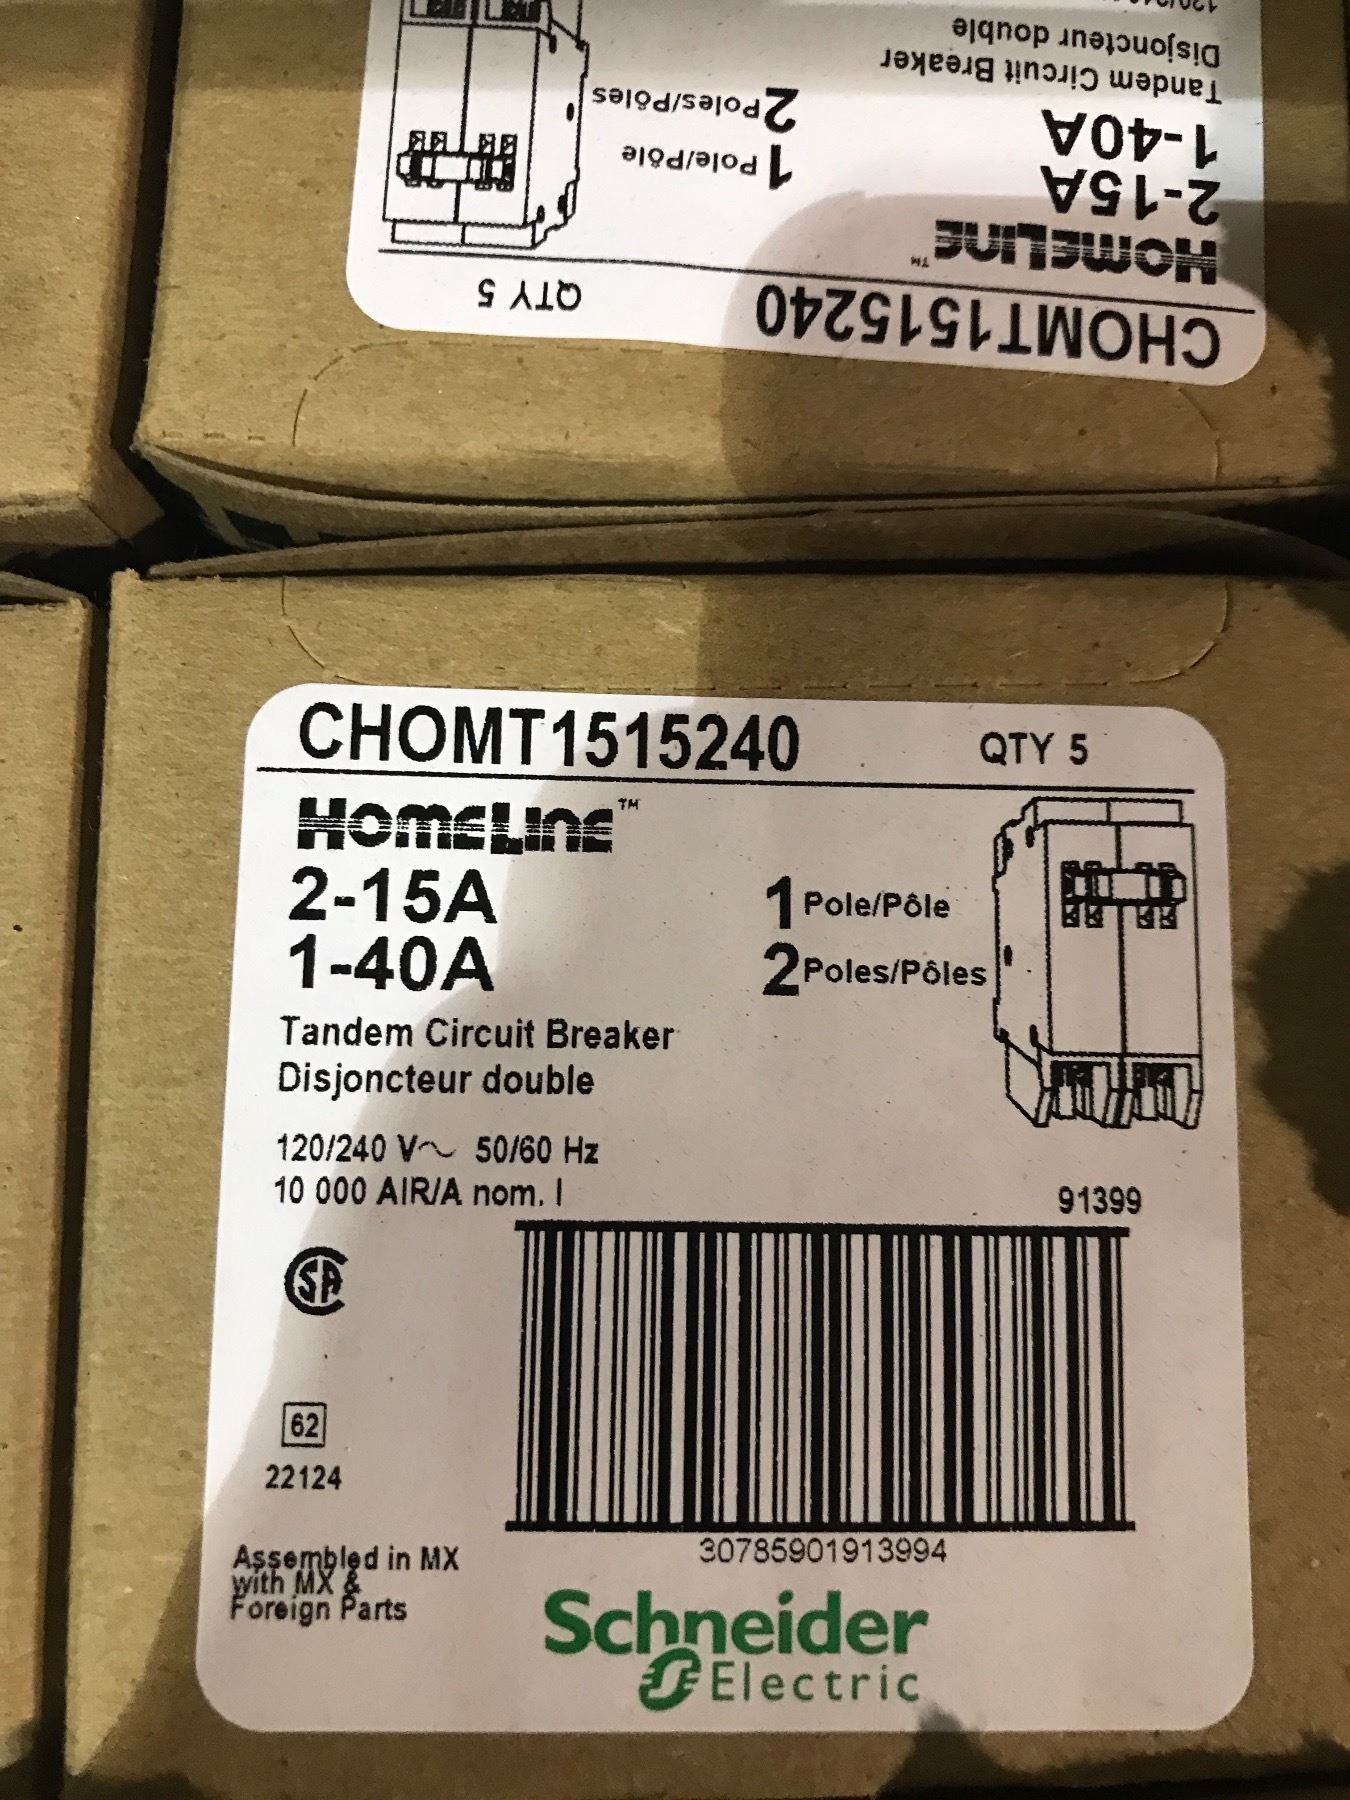 120/240
Disjoncteur double
Tandem Circuit Breaker
1-40A
2-15A
HOMELINE™
2 Poles/Pôles
1 Pole/Pôle
CHOMT1515240
QTY 5
CHOMT1515240
QTY 5
HOMELINE™
2-15A
1 Pole/Pôle
1-40A
2 Poles/Pôles
Tandem Circuit Breaker
Disjoncteur double
120/240 V~ 50/60 Hz
10 000 AIR/A nom. I
91399
SA
62
22124
30785901913994
Assembled in MX
with MX &
Foreign Parts
Schneider
Electric